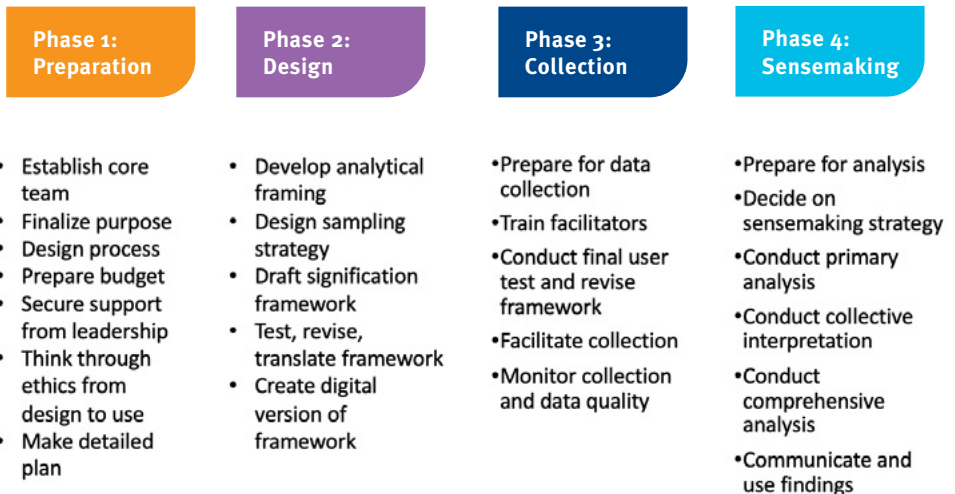 Phase 1:
Preparation
• Establish core
team
• Finalize purpose
• Design process
• Prepare budget
• Secure support
from leadership
• Think through
ethics from
design to use
• Make detailed
plan
Phase 2:
Design
• Develop analytical
framing
• Design sampling
strategy
• Draft signification
framework
• Test, revise,
translate framework
• Create digital
version of
framework
Phase 3:
Collection
•Prepare for data
collection
•Train facilitators
•Conduct final user
test and revise
framework
•Facilitate collection
•Monitor collection
and data quality
Phase 4:
Sensemaking
•Prepare for analysis
•Decide on
sensemaking strategy
•Conduct primary
analysis
•Conduct collective
interpretation
•Conduct
comprehensive
analysis
•Communicate and
use findings